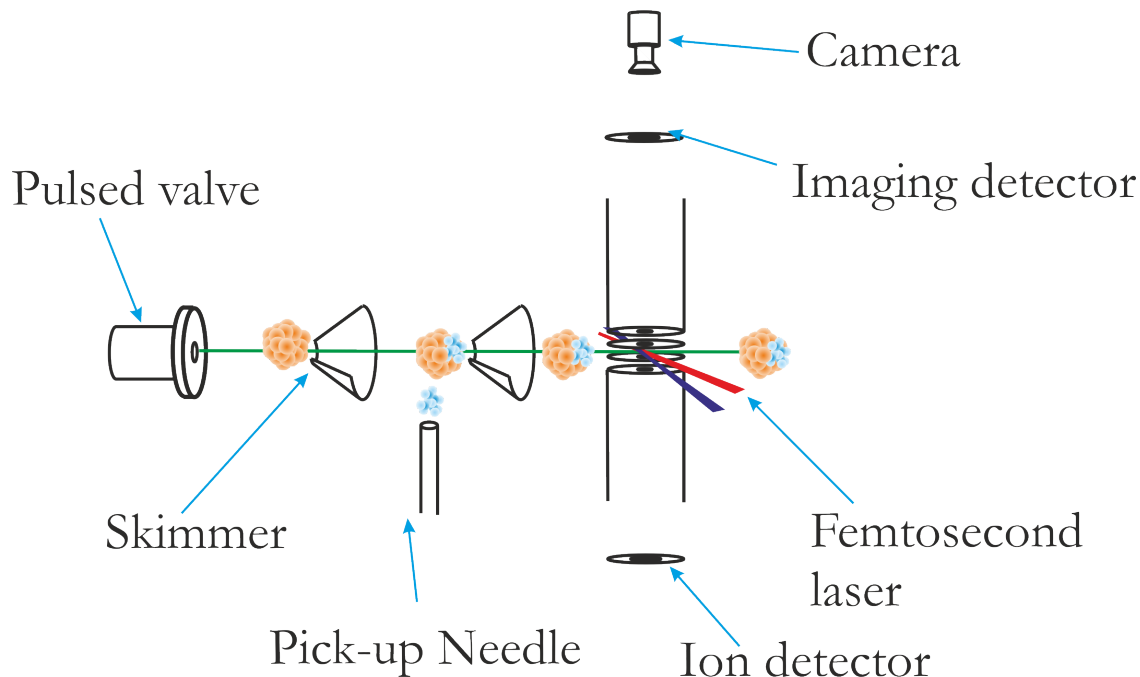 Camera
Imaging detector
Pulsed valve
Skimmer
Femtosecond
laser
Pick-up Needle
Ion detector